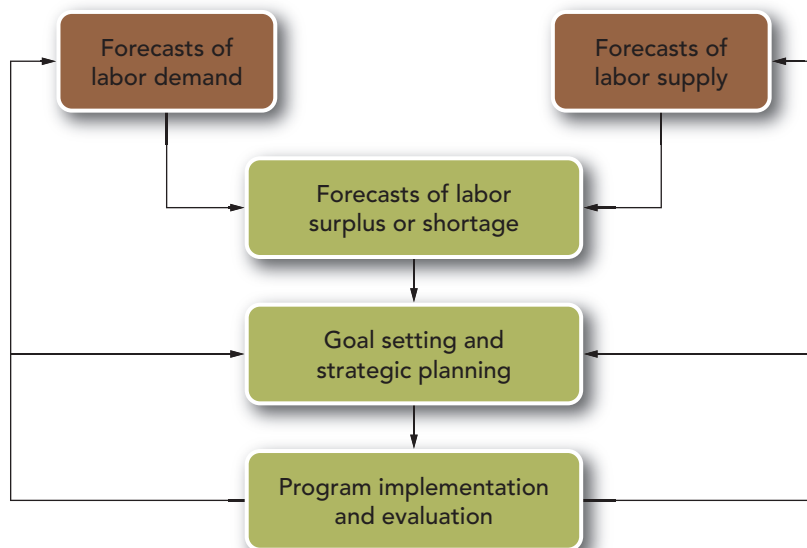 Forecasts of
labor demand
Forecasts of
labor supply
Forecasts of labor
surplus or shortage
Goal setting and
strategic planning
Program implementation
and evaluation